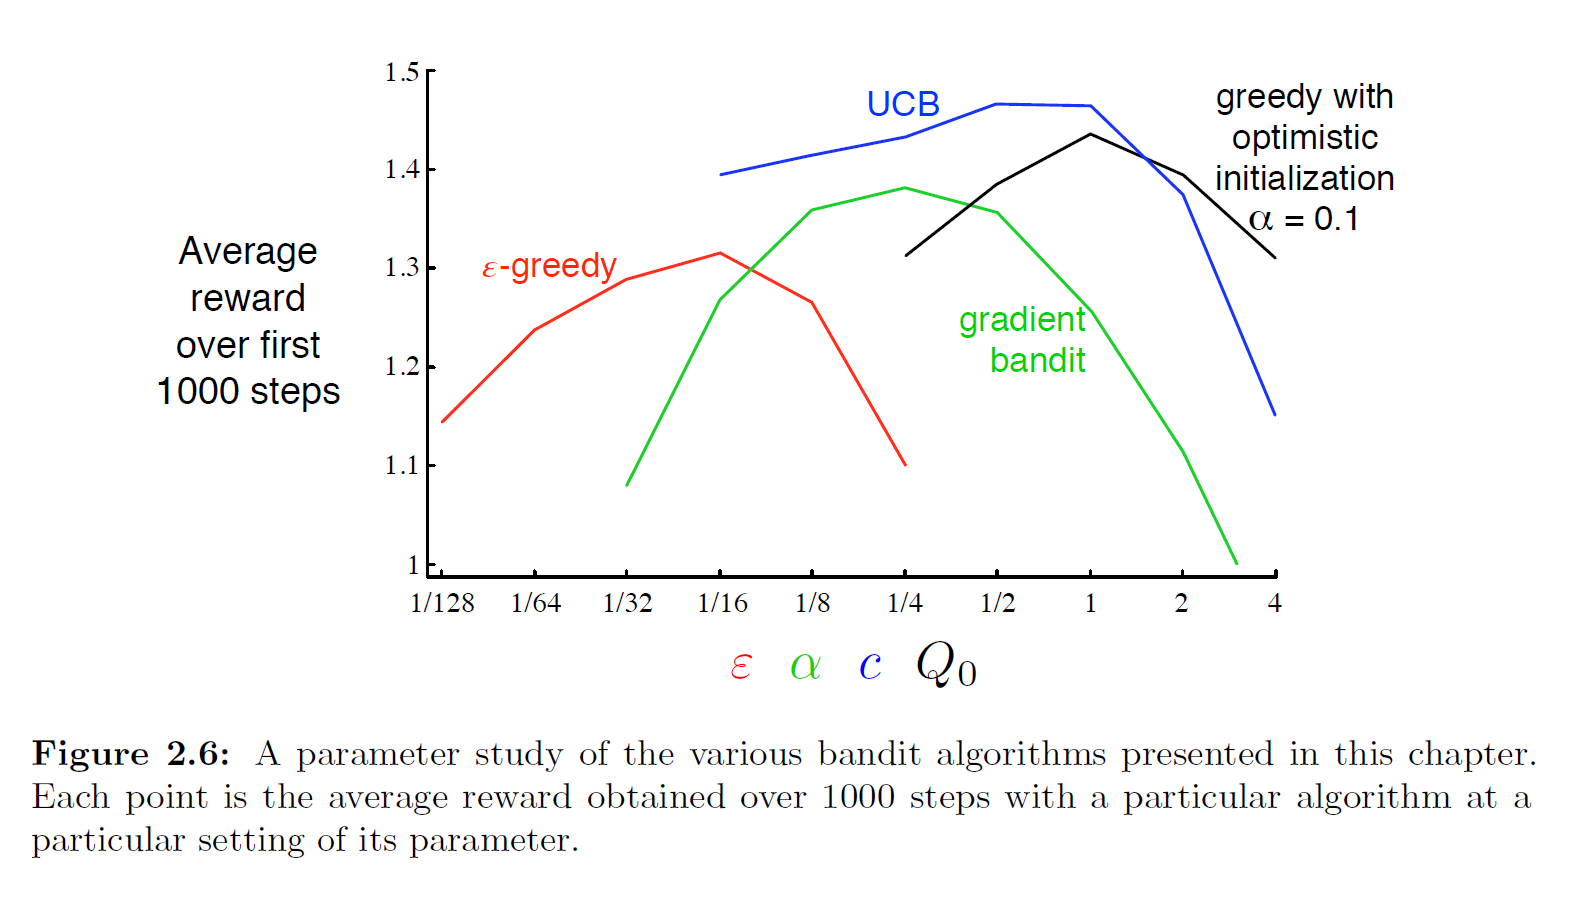 1.5
1.4
1.3
1.2
1.1
1
Average
reward
over first
1000 steps
ε-greedy
UCB
greedy with
optimistic
initialization
α = 0.1
gradient
bandit
1/128 1/64 1/32 1/16 1/8 1/4 1/2 1 2 4
ε α c Q₀
Figure 2.6: A parameter study of the various bandit algorithms presented in this chapter.
Each point is the average reward obtained over 1000 steps with a particular algorithm at a
particular setting of its parameter.